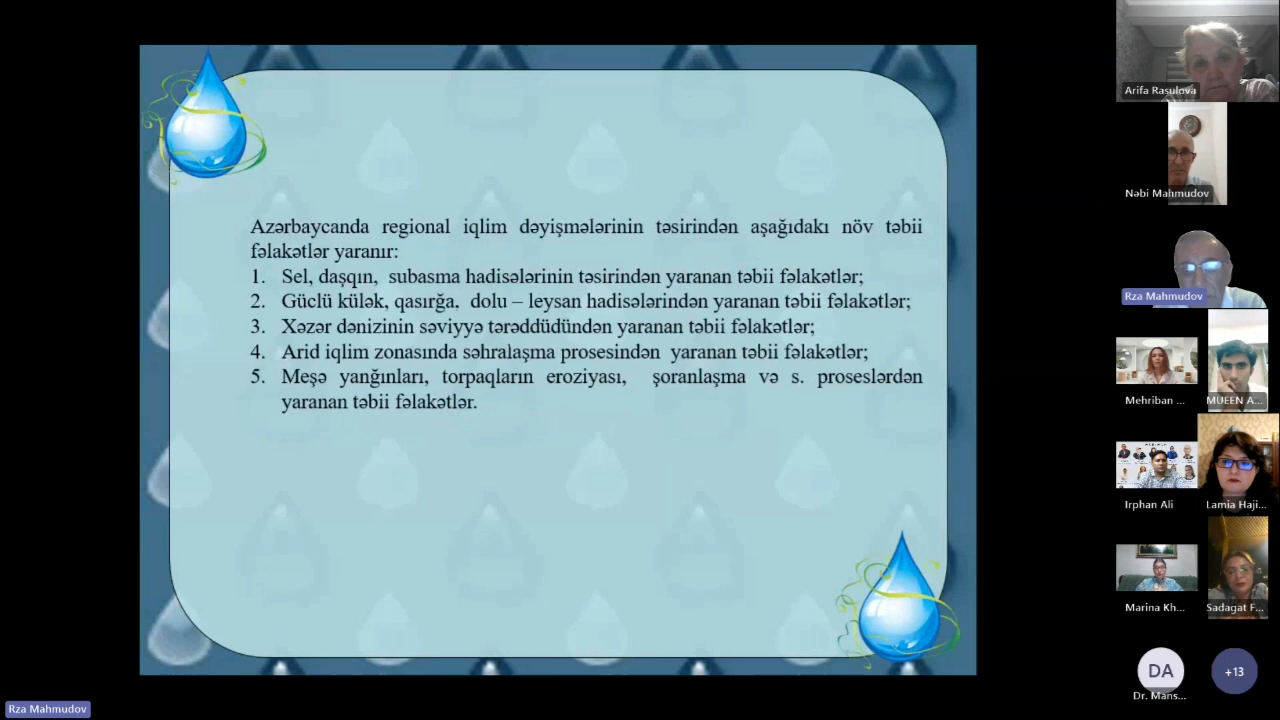 Azərbaycanda regional iqlim dəyişmələrinin təsirindən aşağıdakı növ təbii
fəlakətlər yaranır:
1. Sel, daşqın, subasma hadisələrinin təsirindən yaranan təbii fəlakətlər;
2. Güclü külək, qasırğa, dolu – leysan hadisələrindən yaranan təbii fəlakətlər;
3. Xəzər dənizinin səviyyə tərəddüdündən yaranan təbii fəlakətlər;
4. Arid iqlim zonasında səhralaşma prosesindən yaranan təbii fəlakətlər;
5. Meşə yanğınları, torpaqların eroziyası, şoranlaşma və s. proseslərdən
yaranan təbii fəlakətlər.
Arifa Rasulova
Nəbi Mahmudov
Rza Mahmudov
Mehriban ...
MUEEN A...
Irphan Ali
Lamia Haji...
Marina Kh...
Sadagat F...
DA
Dr. Mans...
+13
Rza Mahmudov